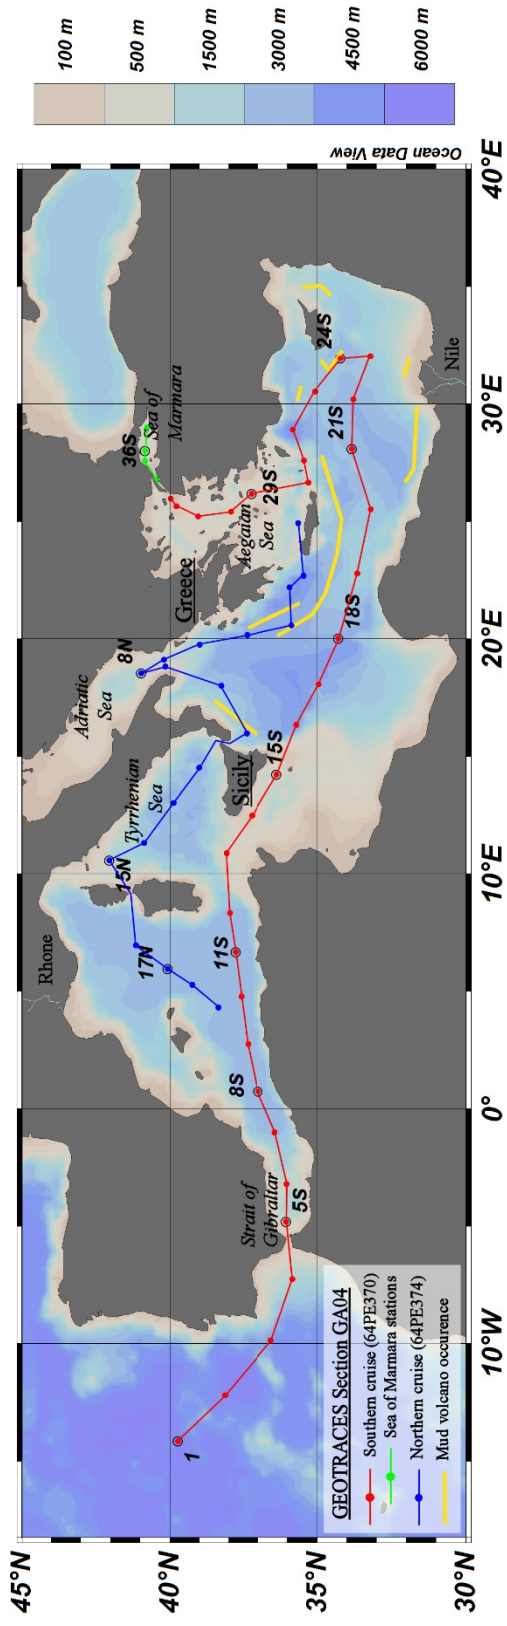 45°N
40°N
35°N
30°N
10°W
0°
10°E
20°E
30°E
40°E
Ocean Data View
100 m
500 m
1500 m
3000 m
4500 m
6000 m
GEOTRACES Section GA04
Southern cruise (64PE370)
Sea of Marmara stations
Northern cruise (64PE374)
Mud volcano occurence
1
Strait of
Gibraltar
5S
8S
11S
Rhone
17N
15N
Tyrrhenian
Sea
Sicily
15S
Adriatic
Sea
8N
18S
Greece
Aegaian
Sea
29S
21S
24S
36S
Sea of
Marmara
Nile